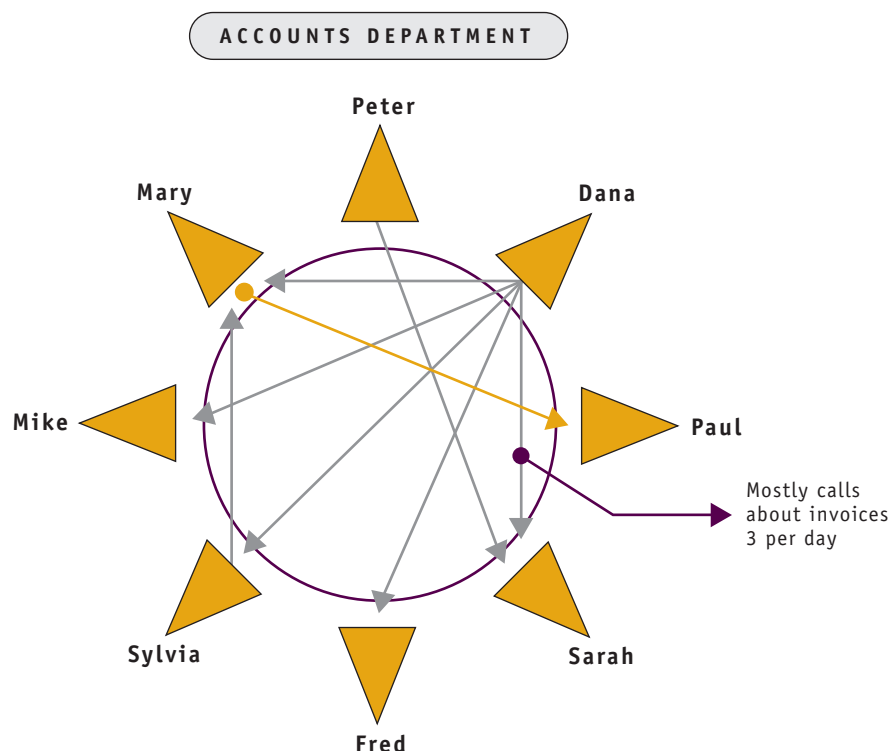 ACCOUNTS DEPARTMENT
Peter
Mary
Dana
Mike
Paul
Mostly calls
about invoices
3 per day
Sylvia
Sarah
Fred